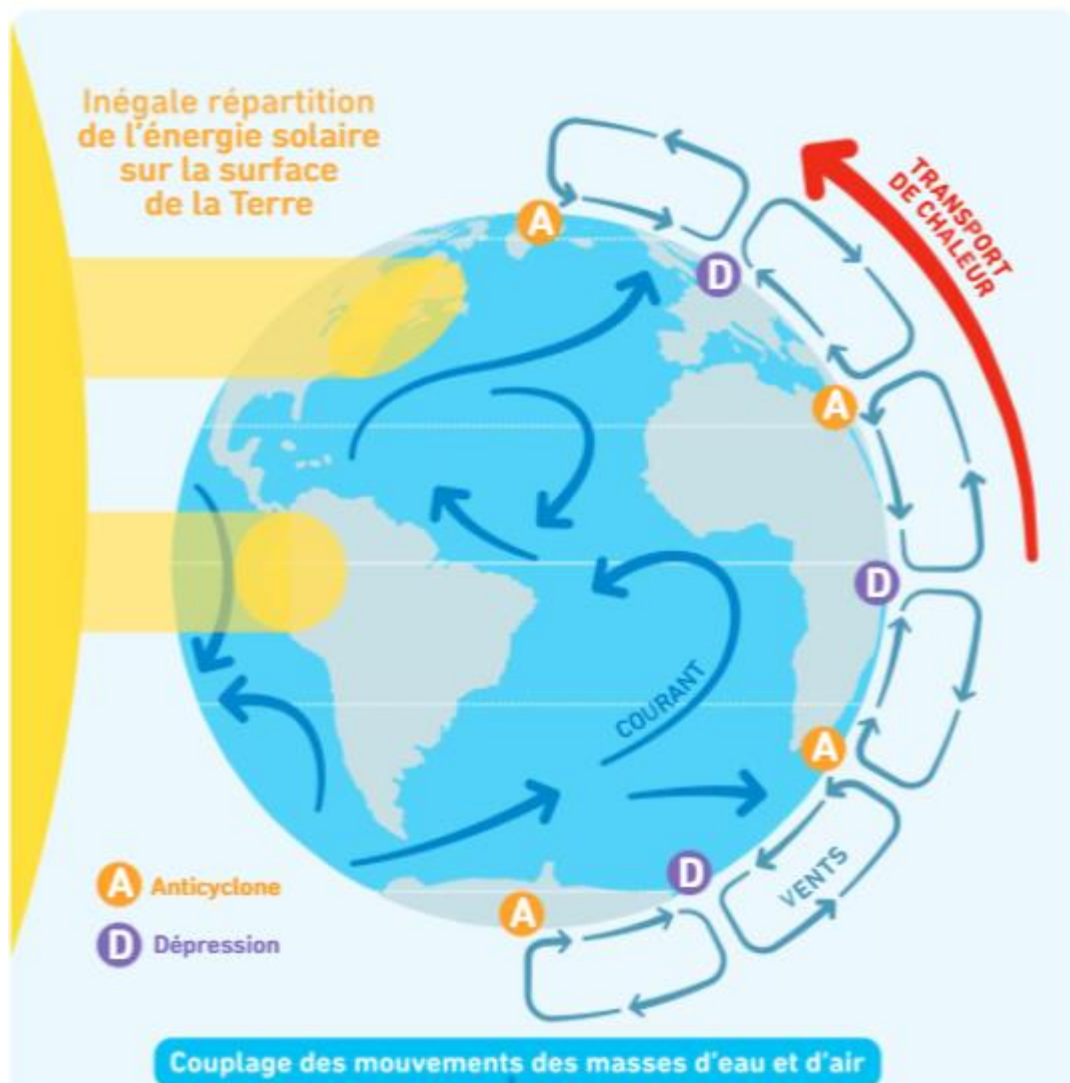 Inégale répartition
de l'énergie solaire
sur la surface
de la Terre
TRANSPORT
DE CHALEUR
A
D
A
D
COURANT
A
VENTS
D
A
A Anticyclone
D Dépression
Couplage des mouvements des masses d'eau et d'air